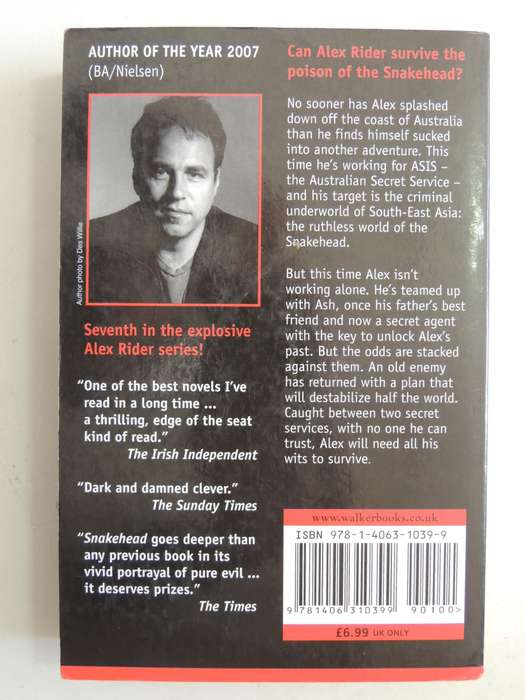 AUTHOR OF THE YEAR 2007
(BA/Nielsen)
Author photo by Des Willie
Seventh in the explosive
Alex Rider series!
“One of the best novels I’ve
read in a long time ...
a thrilling, edge of the seat
kind of read.”
The Irish Independent
“Dark and damned clever.”
The Sunday Times
“Snakehead goes deeper than
any previous book in its
vivid portrayal of pure evil ...
it deserves prizes.”
The Times
Can Alex Rider survive the
poison of the Snakehead?
No sooner has Alex splashed
down off the coast of Australia
than he finds himself sucked
into another adventure. This
time he’s working for ASIS –
the Australian Secret Service –
and his target is the criminal
underworld of South-East Asia:
the ruthless world of the
Snakehead.
But this time Alex isn’t
working alone. He’s teamed up
with Ash, once his father’s best
friend and now a secret agent
with the key to unlock Alex’s
past. But the odds are stacked
against them. An old enemy
has returned with a plan that
will destabilize half the world.
Caught between two secret
services, with no one he can
trust, Alex will need all his
wits to survive.
www.walkerbooks.co.uk
ISBN 978-1-4063-1039-9
9 781406 310399 90100>
£6.99 UK ONLY